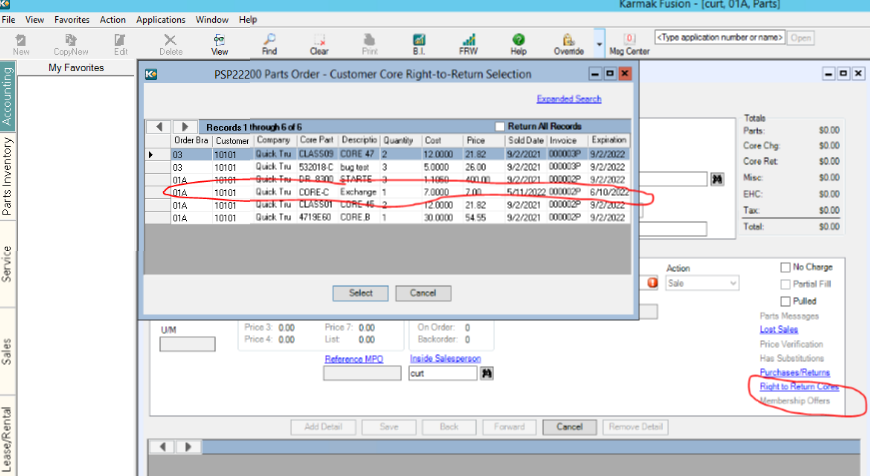 Karmak Fusion - [curt, 01A, Parts]
File View Favorites Action Applications Window Help
New CopyNew Edit Delete View Find Clear Print B.I. FRW Help Override Msg Center <Type application number or name> Open
My Favorites
Accounting
Parts Inventory
Service
Sales
Lease/Rental
PSP22200 Parts Order - Customer Core Right-to-Return Selection
Expanded Search
Records 1 through 6 of 6 Return All Records
Order Bra Customer Company Core Part Descriptio Quantity Cost Price Sold Date Invoice Expiration
03 10101 Quick Tru CLASS09 CORE 47 2 12.0000 21.82 9/2/2021 000003P 9/2/2022
03 10101 Quick Tru 532018-C bug test 3 5.0000 26.00 9/2/2021 000003P 9/2/2022
01A 10101 Quick Tru DR-8300 STARTE 3 1.1060 400.00 9/2/2021 000002P 9/2/2022
01A 10101 Quick Tru CORE-C Exchange 1 7.0000 7.00 5/11/2022 000002P 6/10/2022
01A 10101 Quick Tru CLASS01 CORE 45 2 12.0000 21.82 9/2/2021 000002P 9/2/2022
01A 10101 Quick Tru 4719E60 CORE.B 1 30.0000 54.55 9/2/2021 000002P 9/2/2022
Select Cancel
Totals
Parts: $0.00
Core Chg: $0.00
Core Ret: $0.00
Misc: $0.00
EHC: $0.00
Tax: $0.00
Total: $0.00
Action
Sale
No Charge
Partial Fill
Pulled
Parts Messages
Lost Sales
Price Verification
Has Substitutions
Purchases/Returns
Right to Return Cores
Membership Offers
U/M
Price 3: 0.00 Price 7: 0.00 On Order: 0
Price 4: 0.00 List: 0.00 Backorder: 0
Reference MPO Inside Salesperson
curt
Add Detail Save Back Forward Cancel Remove Detail